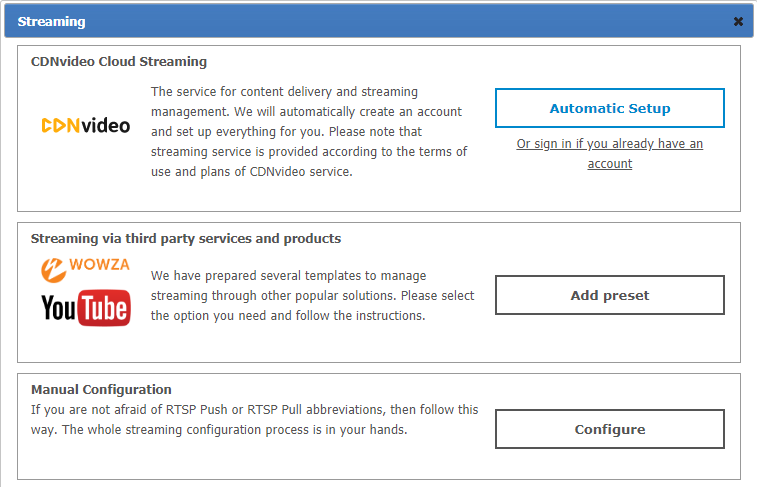 Streaming
CDNvideo Cloud Streaming
CDNvideo
The service for content delivery and streaming
management. We will automatically create an account
and set up everything for you. Please note that
streaming service is provided according to the terms of
use and plans of CDNvideo service.
Automatic Setup
Or sign in if you already have an
account
Streaming via third party services and products
WOWZA
YouTube
We have prepared several templates to manage
streaming through other popular solutions. Please select
the option you need and follow the instructions.
Add preset
Manual Configuration
If you are not afraid of RTSP Push or RTSP Pull abbreviations, then follow this
way. The whole streaming configuration process is in your hands.
Configure